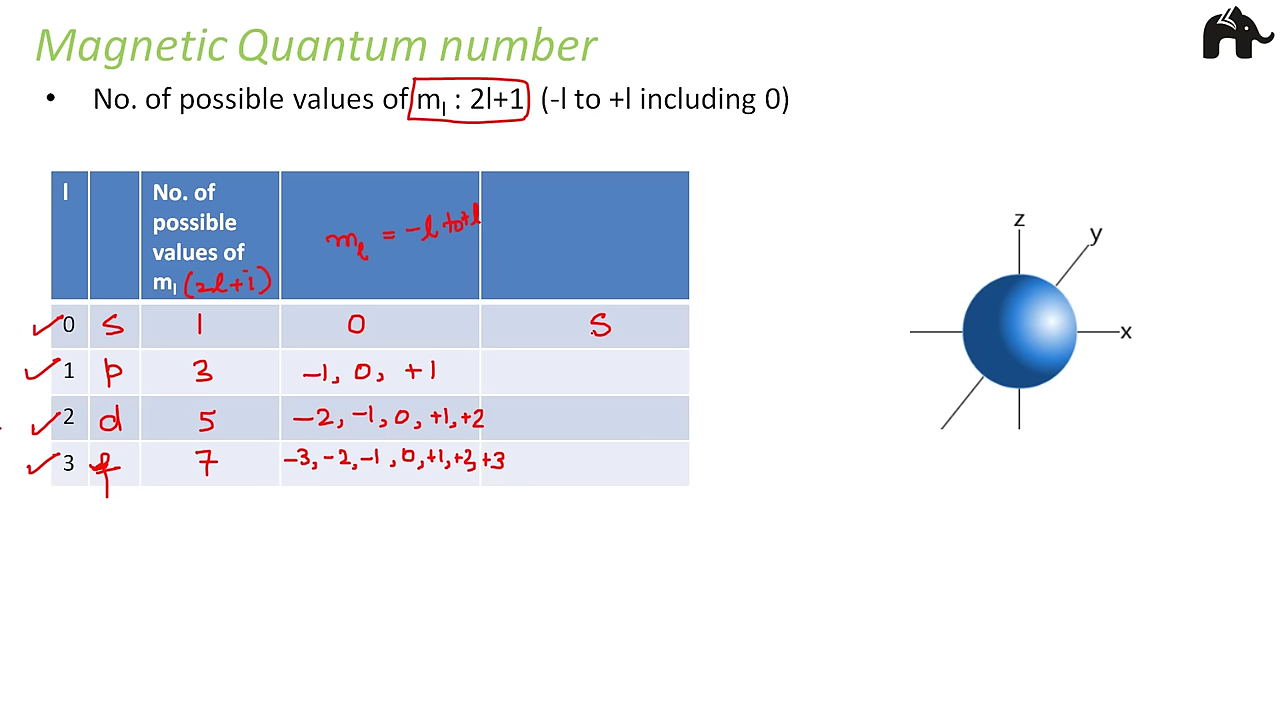 Magnetic Quantum number
• No. of possible values of ml : 2l+1 (-l to +l including 0)
l
No. of
possible
values of
ml (2l+1)
ml = -l to +l
0 s 1 0 S
1 p 3 -1, 0, +1
2 d 5 -2, -1, 0, +1, +2
3 f 7 -3, -2, -1, 0, +1, +2, +3
z
y
x